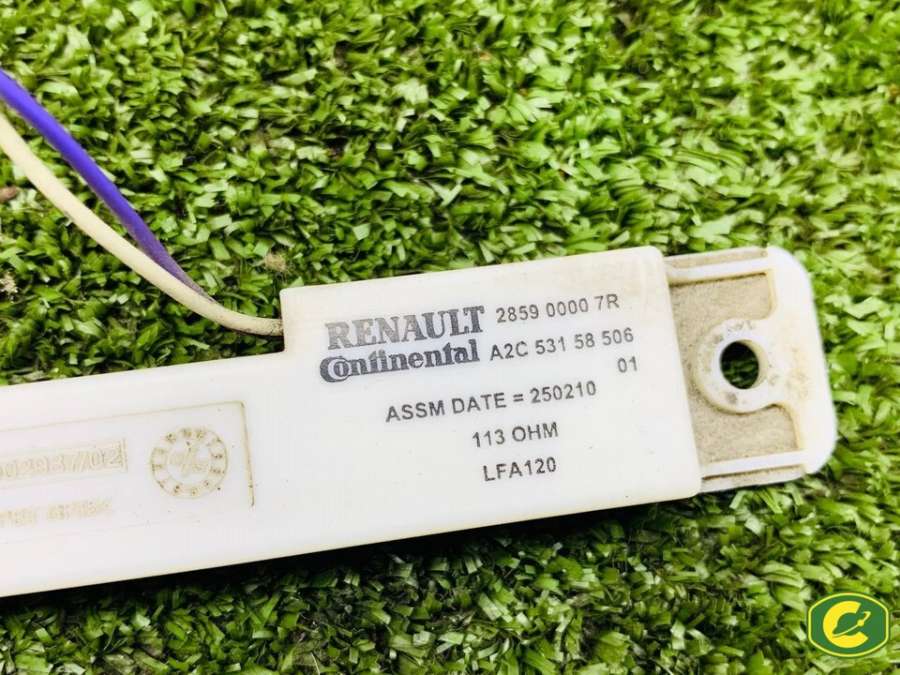 RENAULT 2859 0000 7R
Continental A2C 531 58 506
01
ASSM DATE = 250210
113 OHM
LFA120